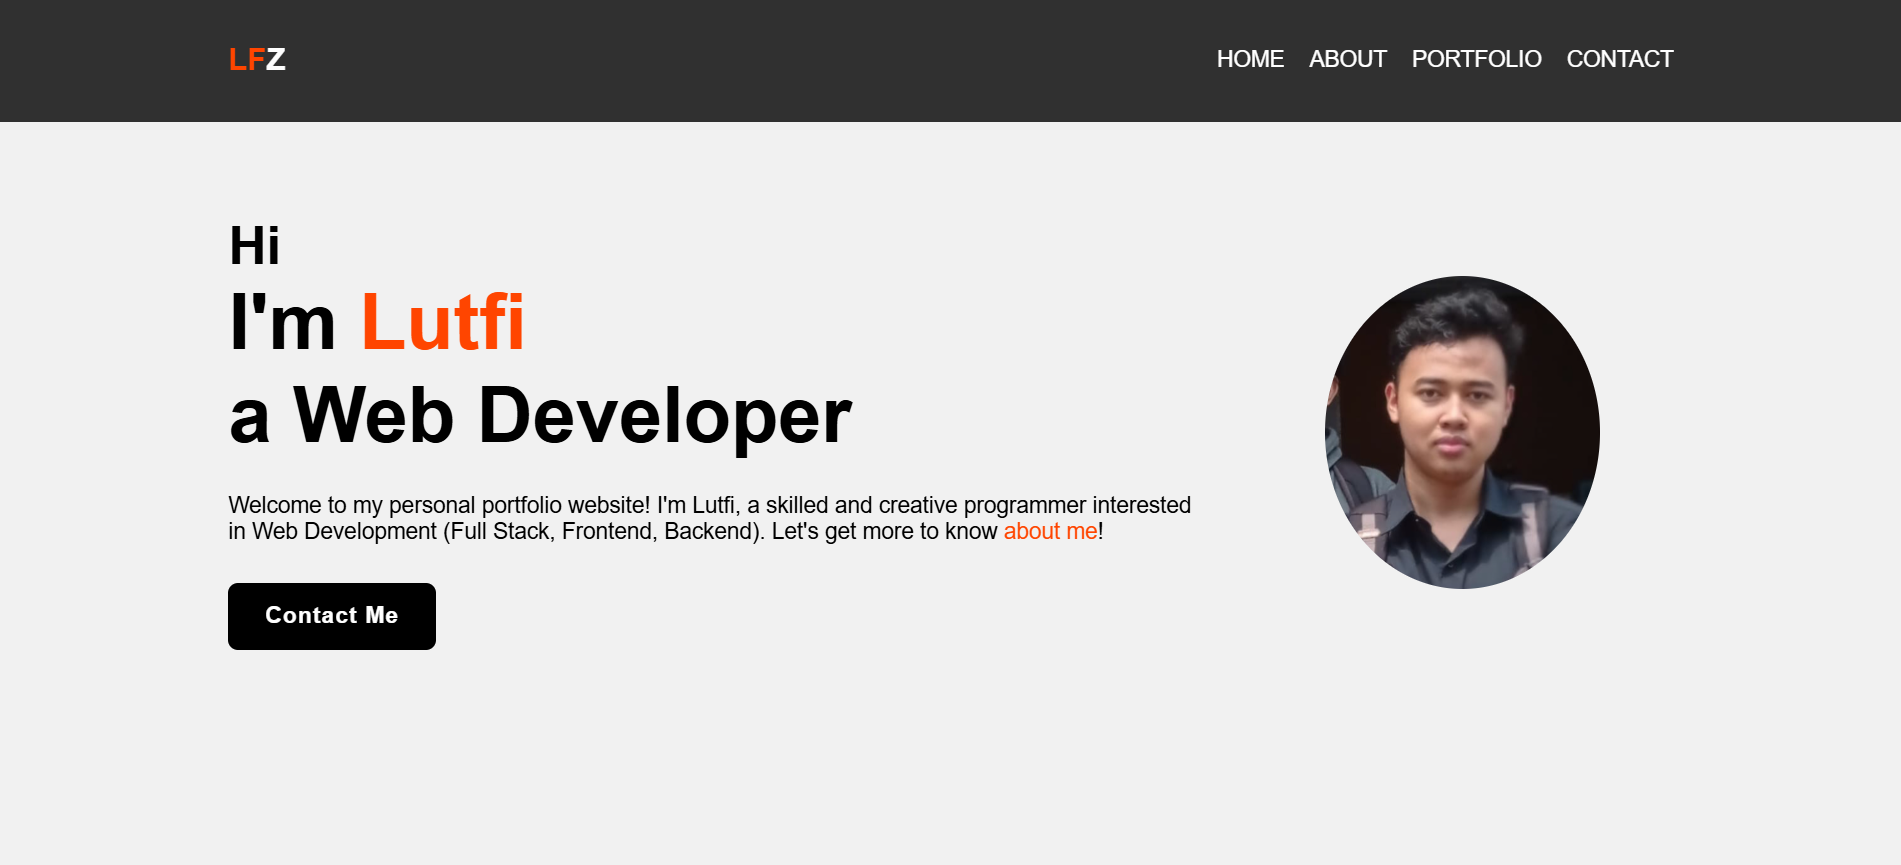 LFZ
HOME ABOUT PORTFOLIO CONTACT
Hi
I'm Lutfi
a Web Developer
Welcome to my personal portfolio website! I'm Lutfi, a skilled and creative programmer interested
in Web Development (Full Stack, Frontend, Backend). Let's get more to know about me!
Contact Me